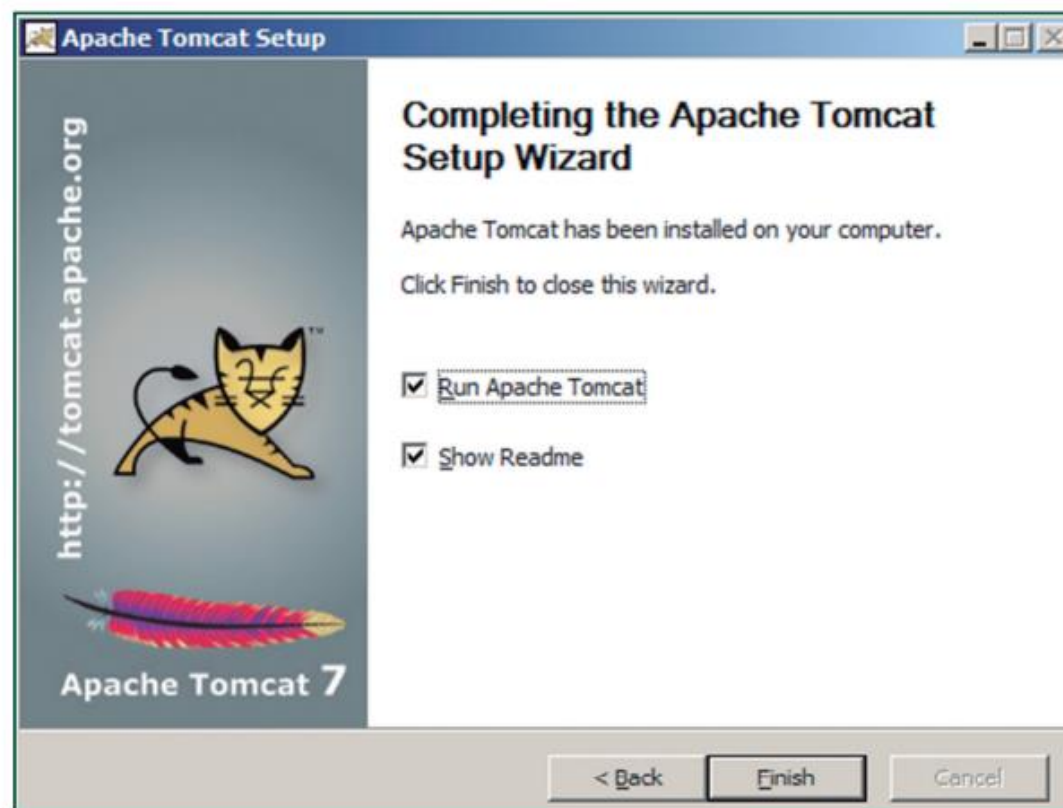 Apache Tomcat Setup
http://tomcat.apache.org
TM
Apache Tomcat 7
Completing the Apache Tomcat
Setup Wizard
Apache Tomcat has been installed on your computer.
Click Finish to close this wizard.
Run Apache Tomcat
Show Readme
< Back
Finish
Cancel